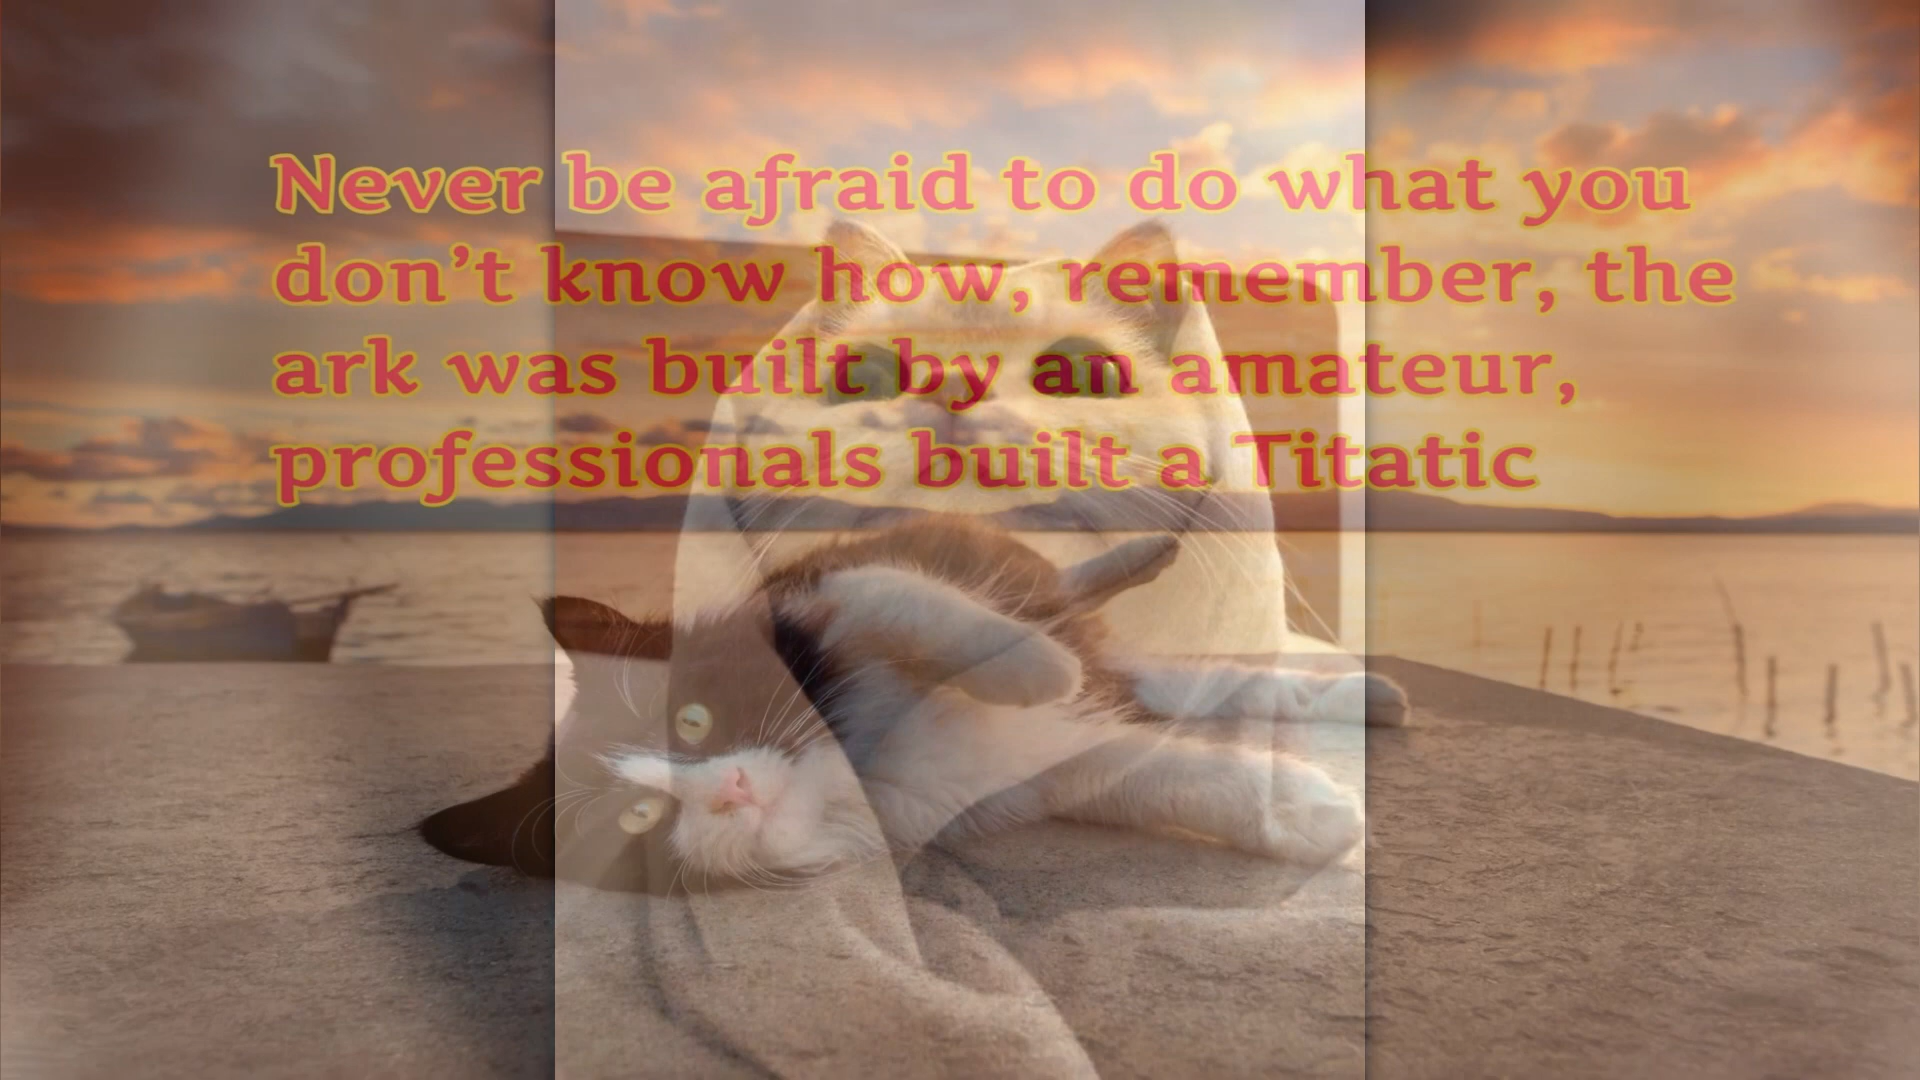 Never be afraid to do what you
don't know how, remember, the
ark was built by an amateur,
professionals built a Titatic